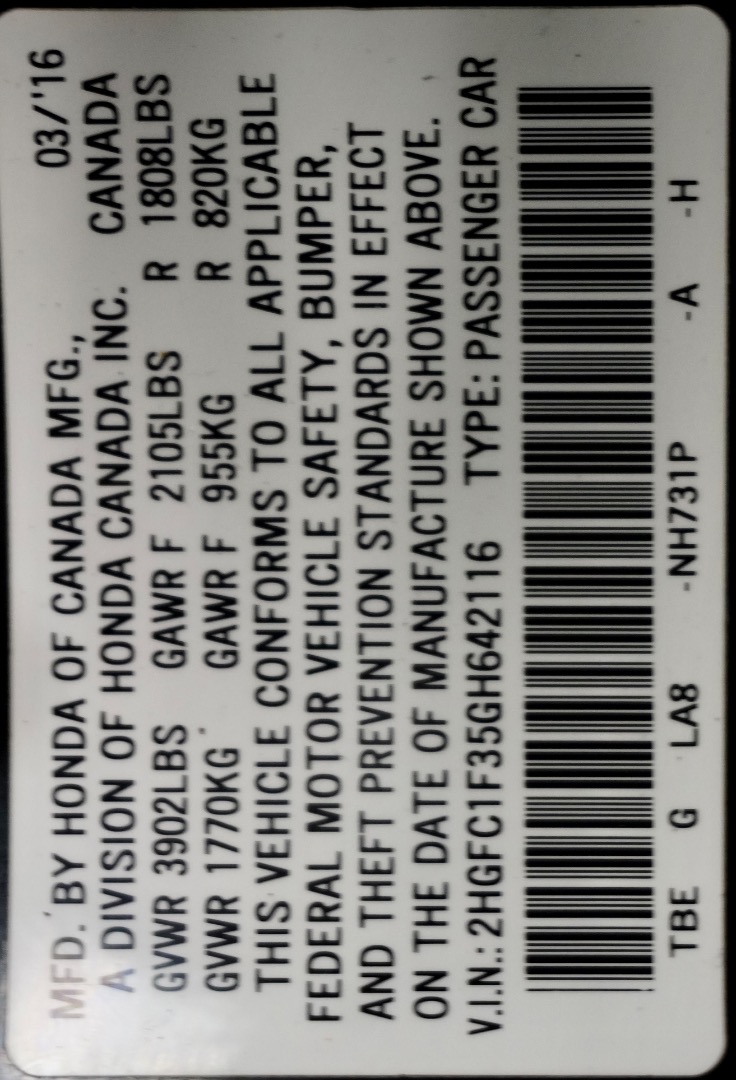 MFD. BY HONDA OF CANADA MFG., 03/'16
A DIVISION OF HONDA CANADA INC. CANADA
GVWR 3902LBS GAWR F 2105LBS R 1808LBS
GVWR 1770KG GAWR F 955KG R 820KG
THIS VEHICLE CONFORMS TO ALL APPLICABLE
FEDERAL MOTOR VEHICLE SAFETY, BUMPER,
AND THEFT PREVENTION STANDARDS IN EFFECT
ON THE DATE OF MANUFACTURE SHOWN ABOVE.
V.I.N.: 2HGFC1F35GH642116 TYPE: PASSENGER CAR
TBE G LA8 -NH731P -A -H